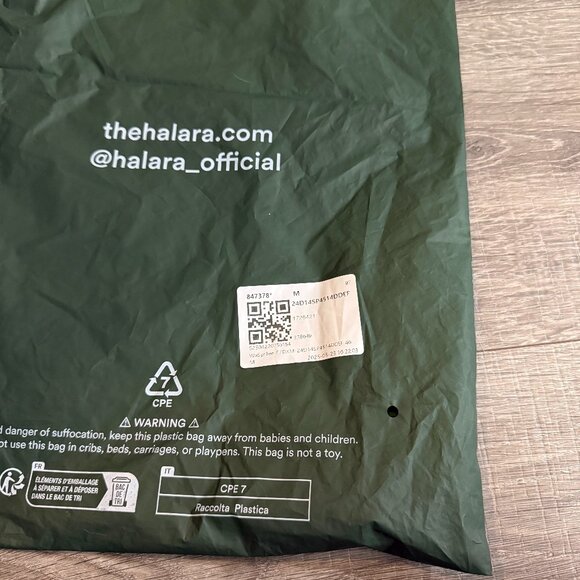 thehalara.com
@halara_official
847378*
M
24D14SP4514DDFF
7
CPE
⚠ WARNING ⚠
danger of suffocation, keep this plastic bag away from babies and children.
use this bag in cribs, beds, carriages, or playpens. This bag is not a toy.
FR
ÉLÉMENTS D'EMBALLAGE
À SÉPARER ET À DÉPOSER
DANS LE BAC DE TRI
BAC
DE
TRI
IT
CPE 7
Raccolta Plastica